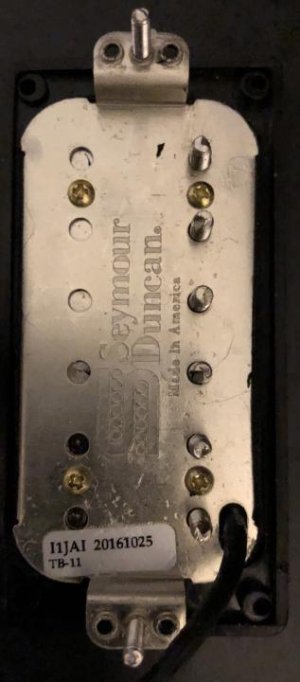 Seymour
Duncan®
Made in America
I1JAI 20161025
TB-11